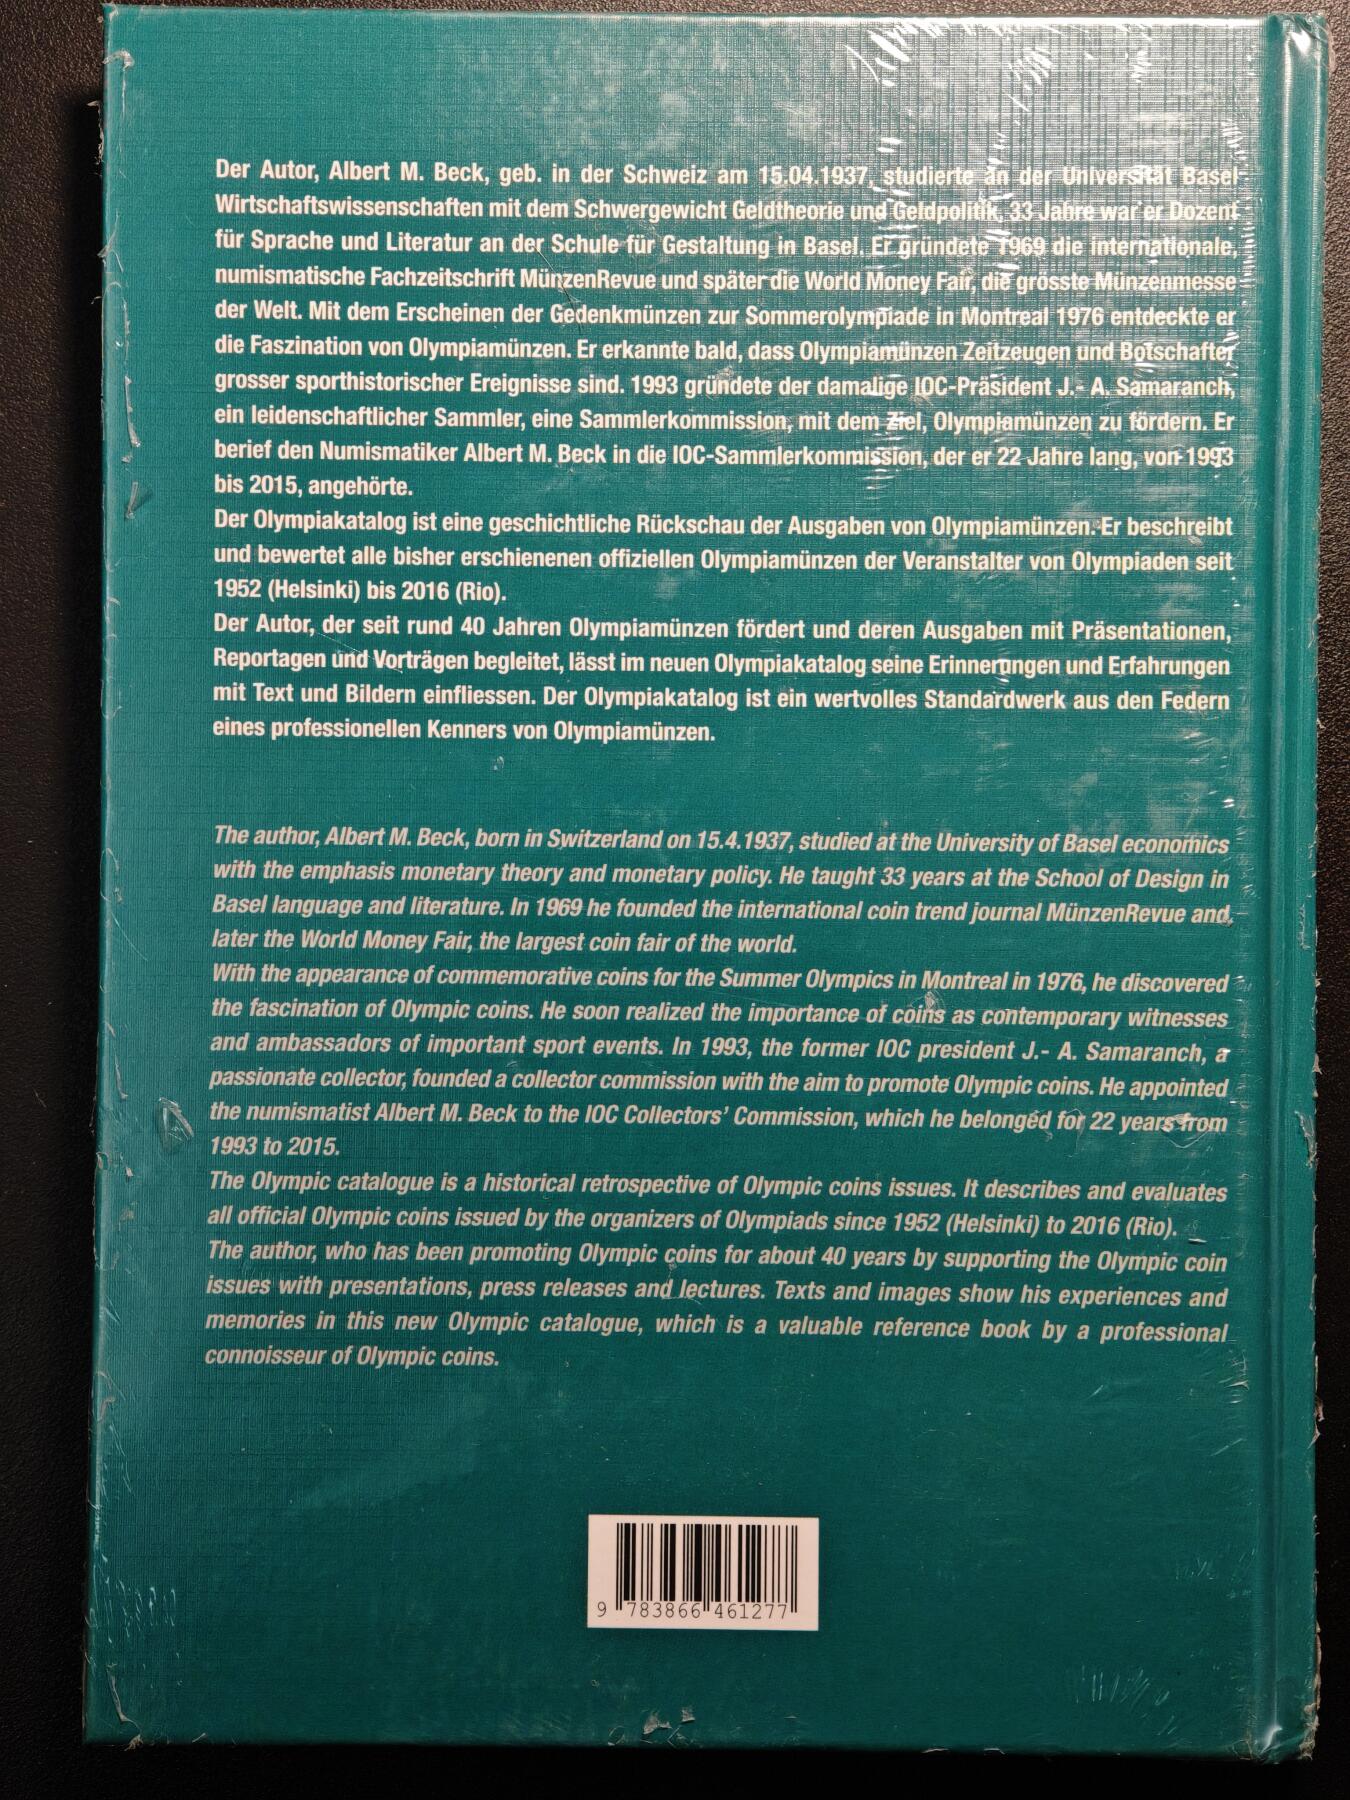 Der Autor, Albert M. Beck, geb. in der Schweiz am 15.04.1937, studierte an der Universität Basel
Wirtschaftswissenschaften mit dem Schwergewicht Geldtheorie und Geldpolitik. 33 Jahre war er Dozent
für Sprache und Literatur an der Schule für Gestaltung in Basel. Er gründete 1969 die internationale,
numismatische Fachzeitschrift MünzenRevue und später die World Money Fair, die grösste Münzenmesse
der Welt. Mit dem Erscheinen der Gedenkmünzen zur Sommerolympiade in Montreal 1976 entdeckte er
die Faszination von Olympiamünzen. Er erkannte bald, dass Olympiamünzen Zeitzeugen und Botschafter
grosser sporthistorischer Ereignisse sind. 1993 gründete der damalige IOC-Präsident J.- A. Samaranch,
ein leidenschaftlicher Sammler, eine Sammlerkommission, mit dem Ziel, Olympiamünzen zu fördern. Er
berief den Numismatiker Albert M. Beck in die IOC-Sammlerkommission, der er 22 Jahre lang, von 1993
bis 2015, angehörte.
Der Olympiakatalog ist eine geschichtliche Rückschau der Ausgaben von Olympiamünzen. Er beschreibt
und bewertet alle bisher erschienenen offiziellen Olympiamünzen der Veranstalter von Olympiaden seit
1952 (Helsinki) bis 2016 (Rio).
Der Autor, der seit rund 40 Jahren Olympiamünzen fördert und deren Ausgaben mit Präsentationen,
Reportagen und Vorträgen begleitet, lässt im neuen Olympiakatalog seine Erinnerungen und Erfahrungen
mit Text und Bildern einfliessen. Der Olympiakatalog ist ein wertvolles Standardwerk aus den Federn
eines professionellen Kenners von Olympiamünzen.
The author, Albert M. Beck, born in Switzerland on 15.4.1937, studied at the University of Basel economics
with the emphasis monetary theory and monetary policy. He taught 33 years at the School of Design in
Basel language and literature. In 1969 he founded the international coin trend journal MünzenRevue and,
later the World Money Fair, the largest coin fair of the world.
With the appearance of commemorative coins for the Summer Olympics in Montreal in 1976, he discovered
the fascination of Olympic coins. He soon realized the importance of coins as contemporary witnesses
and ambassadors of important sport events. In 1993, the former IOC president J.- A. Samaranch, a
passionate collector, founded a collector commission with the aim to promote Olympic coins. He appointed
the numismatist Albert M. Beck to the IOC Collectors' Commission, which he belonged for 22 years from
1993 to 2015.
The Olympic catalogue is a historical retrospective of Olympic coins issues. It describes and evaluates
all official Olympic coins issued by the organizers of Olympiads since 1952 (Helsinki) to 2016 (Rio).
The author, who has been promoting Olympic coins for about 40 years by supporting the Olympic coin
issues with presentations, press releases and lectures. Texts and images show his experiences and
memories in this new Olympic catalogue, which is a valuable reference book by a professional
connoisseur of Olympic coins.
9 783866 461277